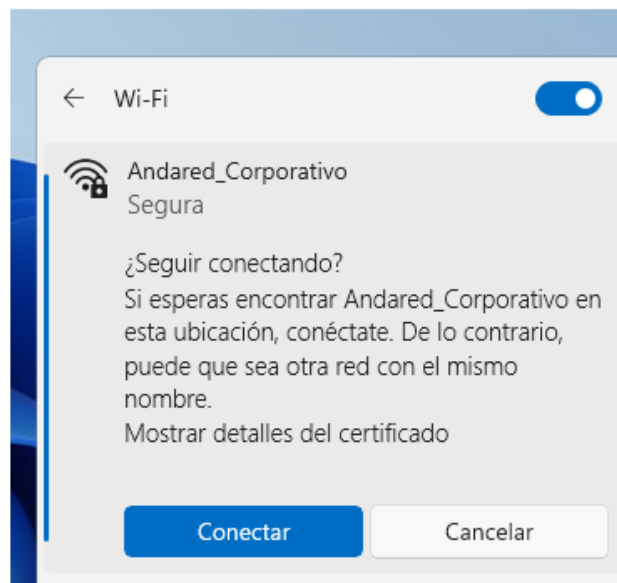 Wi-Fi
Andared_Corporativo
Segura
¿Seguir conectando?
Si esperas encontrar Andared_Corporativo en
esta ubicación, conéctate. De lo contrario,
puede que sea otra red con el mismo
nombre.
Mostrar detalles del certificado
Conectar
Cancelar